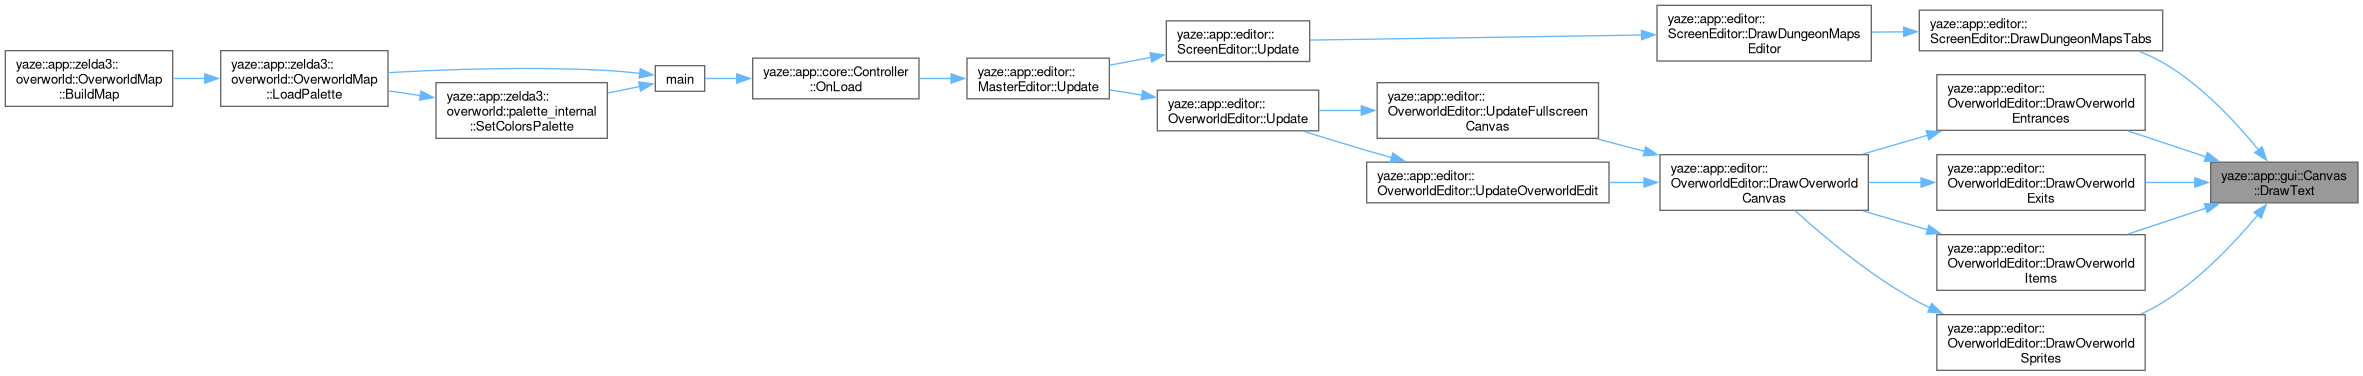 yaze::app::zelda3::
overworld::OverworldMap
::BuildMap
yaze::app::zelda3::
overworld::OverworldMap
::LoadPalette
yaze::app::zelda3::
overworld::palette_internal
::SetColorsPalette
main
yaze::app::core::Controller
::OnLoad
yaze::app::editor::
MasterEditor::Update
yaze::app::editor::
ScreenEditor::Update
yaze::app::editor::
OverworldEditor::Update
yaze::app::editor::
OverworldEditor::UpdateFullscreen
Canvas
yaze::app::editor::
OverworldEditor::UpdateOverworldEdit
yaze::app::editor::
ScreenEditor::DrawDungeonMaps
Editor
yaze::app::editor::
OverworldEditor::DrawOverworld
Canvas
yaze::app::editor::
ScreenEditor::DrawDungeonMapsTabs
yaze::app::editor::
OverworldEditor::DrawOverworld
Entrances
yaze::app::editor::
OverworldEditor::DrawOverworld
Exits
yaze::app::editor::
OverworldEditor::DrawOverworld
Items
yaze::app::editor::
OverworldEditor::DrawOverworld
Sprites
yaze::app::gui::Canvas
::DrawText